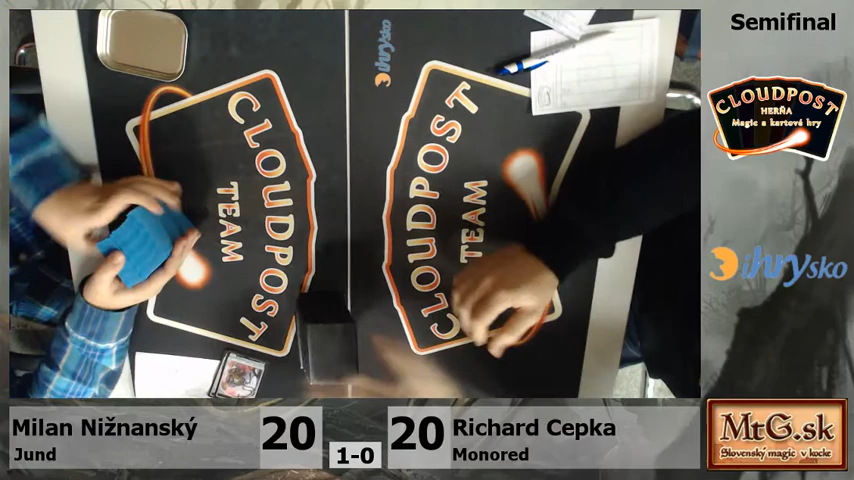 Semifinal
CLOUDPOST
HERŇA
Magic a kartové hry
ihrysko
CLOUDPOST
TEAM
ihrysko
CLOUDPOST
TEAM
Milan Nižnanský
Jund
20
1-0
20
Richard Cepka
Monored
MtG.sk
Slovenský magic v kocke